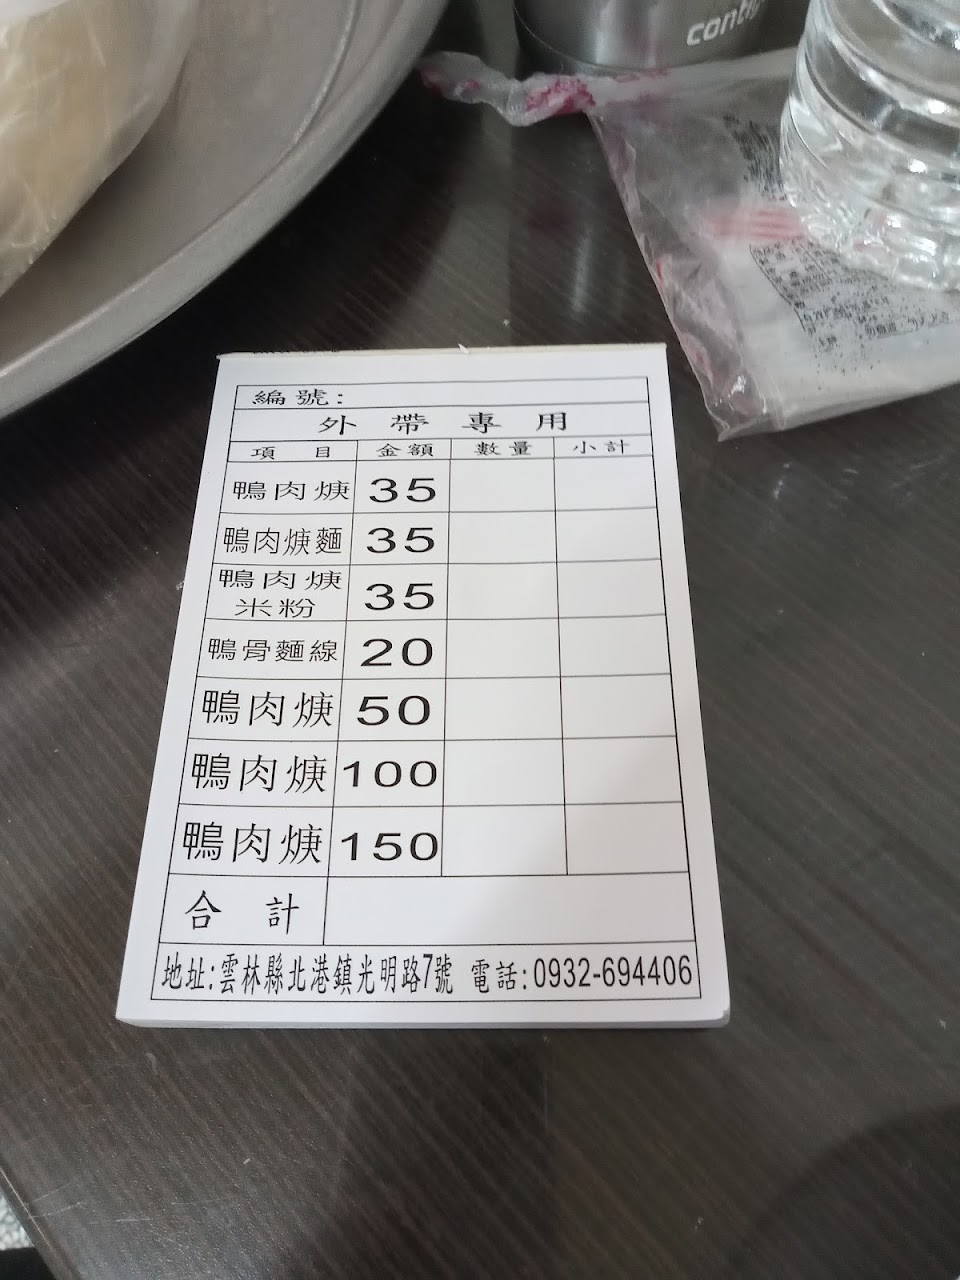 contigo
編號:
外帶專用
項目 金額 數量 小計
鴨肉焿 35
鴨肉焿麵 35
鴨肉焿
米粉 35
鴨骨麵線 20
鴨肉焿 50
鴨肉焿 100
鴨肉焿 150
合計
地址:雲林縣北港鎮光明路7號 電話:0932-694406